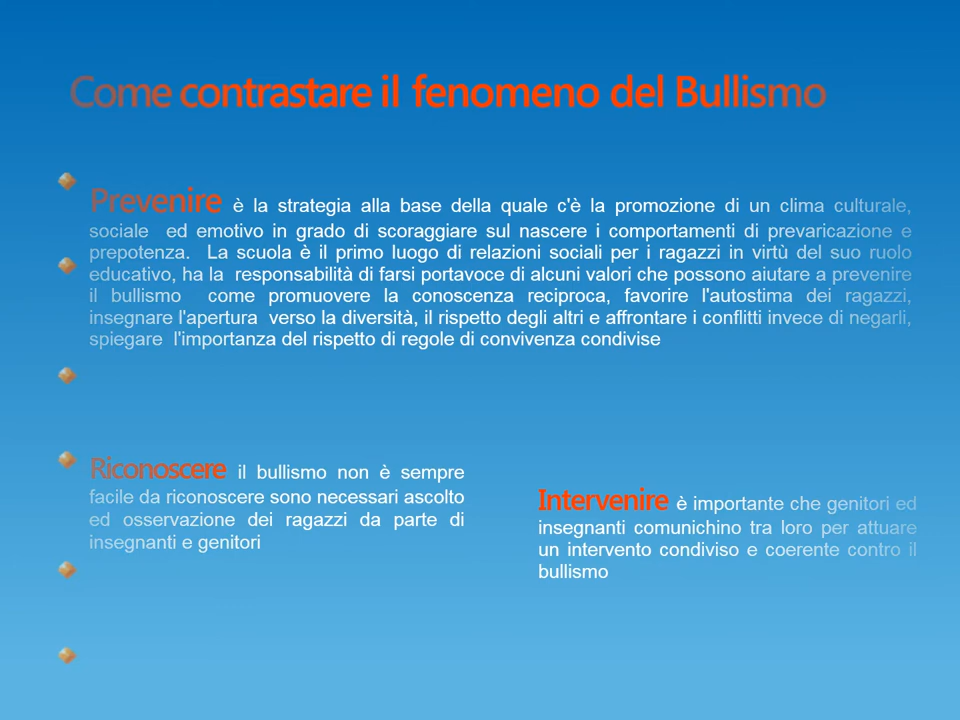 Come contrastare il fenomeno del Bullismo
Prevenire è la strategia alla base della quale c'è la promozione di un clima culturale,
sociale ed emotivo in grado di scoraggiare sul nascere i comportamenti di prevaricazione e
prepotenza. La scuola è il primo luogo di relazioni sociali per i ragazzi in virtù del suo ruolo
educativo, ha la responsabilità di farsi portavoce di alcuni valori che possono aiutare a prevenire
il bullismo come promuovere la conoscenza reciproca, favorire l'autostima dei ragazzi,
insegnare l'apertura verso la diversità, il rispetto degli altri e affrontare i conflitti invece di negarli,
spiegare l'importanza del rispetto di regole di convivenza condivise
Riconoscere il bullismo non è sempre
facile da riconoscere sono necessari ascolto
ed osservazione dei ragazzi da parte di
insegnanti e genitori
Intervenire è importante che genitori ed
insegnanti comunichino tra loro per attuare
un intervento condiviso e coerente contro il
bullismo